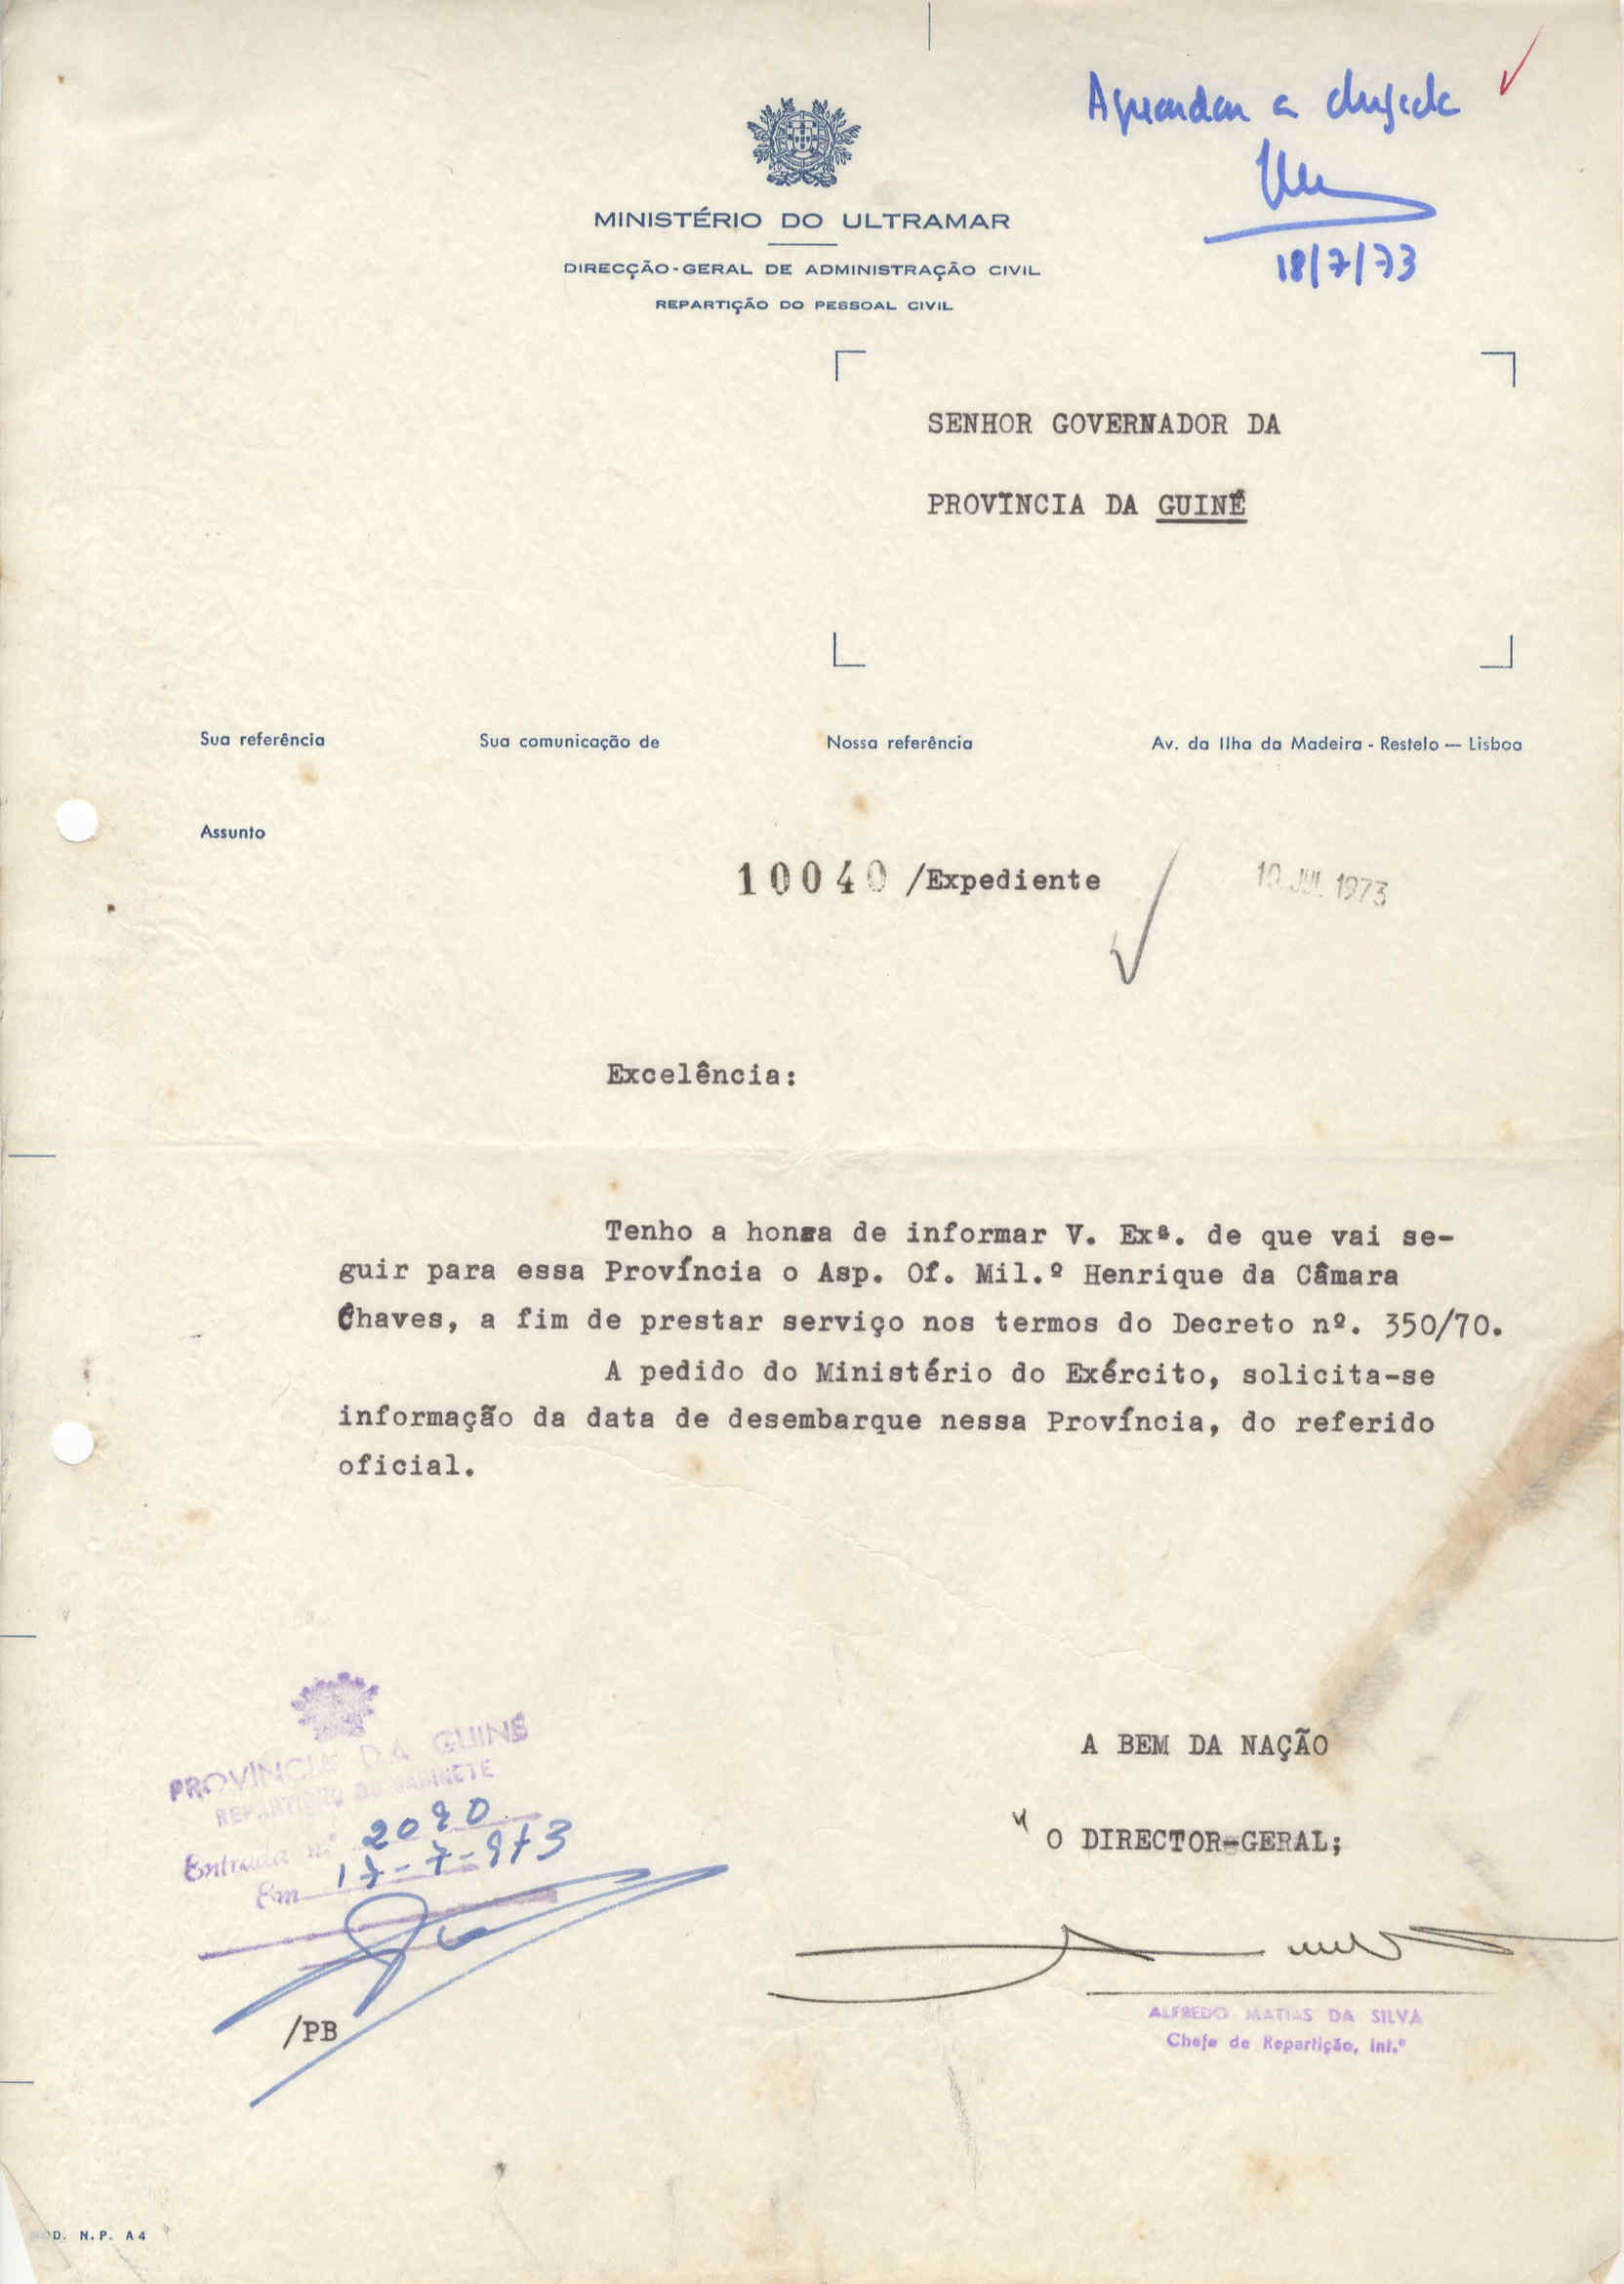 Aguardar a chegada
18/7/73
MINISTÉRIO DO ULTRAMAR
DIRECÇÃO-GERAL DE ADMINISTRAÇÃO CIVIL
REPARTIÇÃO DO PESSOAL CIVIL
SENHOR GOVERNADOR DA
PROVÍNCIA DA GUINÉ
Sua referência Sua comunicação de Nossa referência Av. da Ilha da Madeira - Restelo — Lisboa
Assunto
10040 /Expediente 10 JUL 1973
Excelência:
Tenho a honra de informar V. Exª. de que vai se-
guir para essa Província o Asp. Of. Mil.º Henrique da Câmara
Chaves, a fim de prestar serviço nos termos do Decreto nº. 350/70.
A pedido do Ministério do Exército, solicita-se
informação da data de desembarque nessa Província, do referido
oficial.
PROVÍNCIA DA GUINÉ
REPARTIÇÃO DO GABINETE
Entrada n.º 2090
Em 17-7-973
A BEM DA NAÇÃO
O DIRECTOR-GERAL;
ALFREDO MATIAS DA SILVA
Chefe de Repartição, Int.º
/PB
MOD. N.P. A4